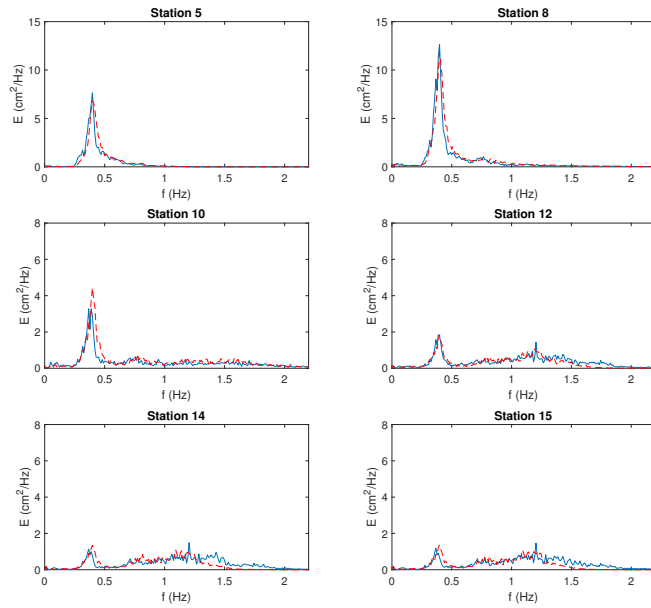 Station 5
Station 8
15
10
5
0
E (cm²/Hz)
0 0.5 1 1.5 2
f (Hz)
15
10
5
0
E (cm²/Hz)
0 0.5 1 1.5 2
f (Hz)
Station 10
Station 12
8
6
4
2
0
E (cm²/Hz)
0 0.5 1 1.5 2
f (Hz)
8
6
4
2
0
E (cm²/Hz)
0 0.5 1 1.5 2
f (Hz)
Station 14
Station 15
8
6
4
2
0
E (cm²/Hz)
0 0.5 1 1.5 2
f (Hz)
8
6
4
2
0
E (cm²/Hz)
0 0.5 1 1.5 2
f (Hz)